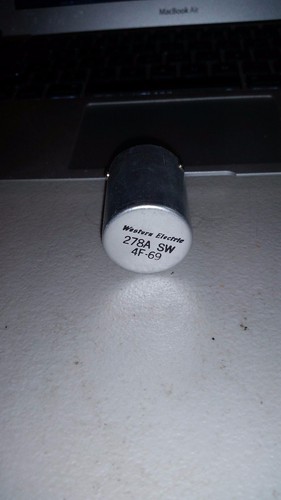 MacBook Air
Western Electric
278A SW
4F-69